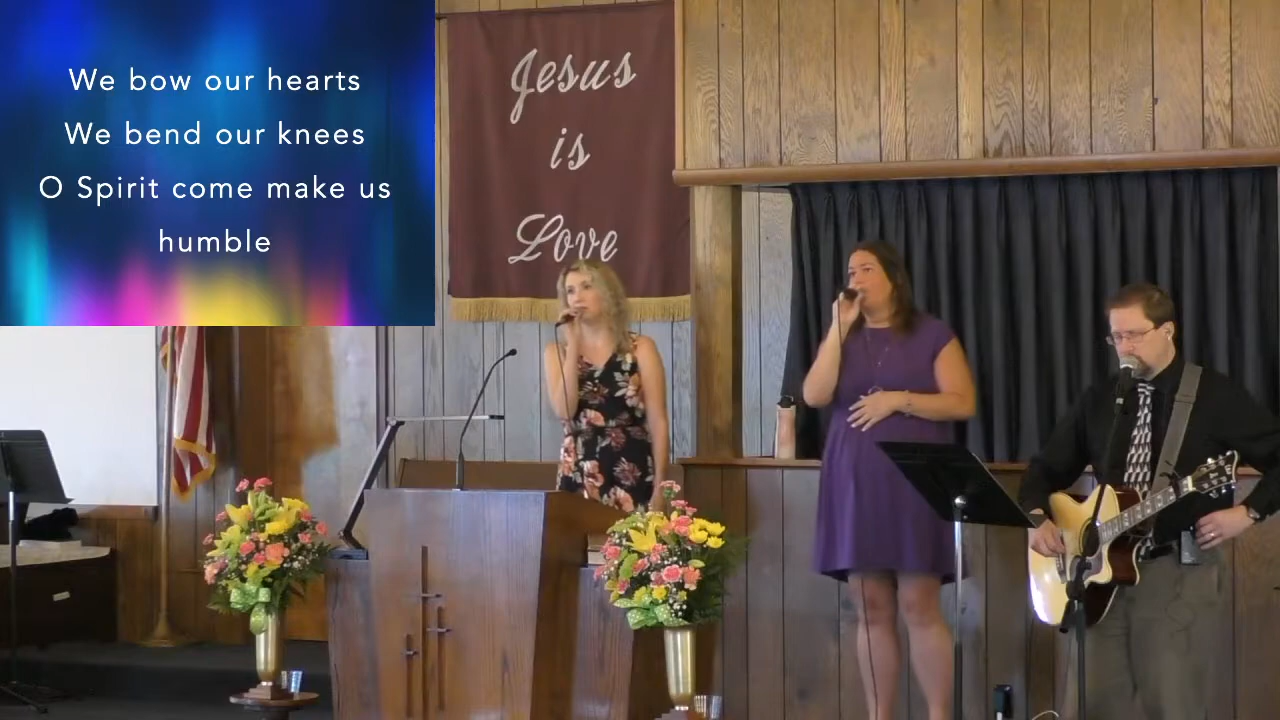 We bow our hearts
We bend our knees
O Spirit come make us
humble
Jesus
is
Love